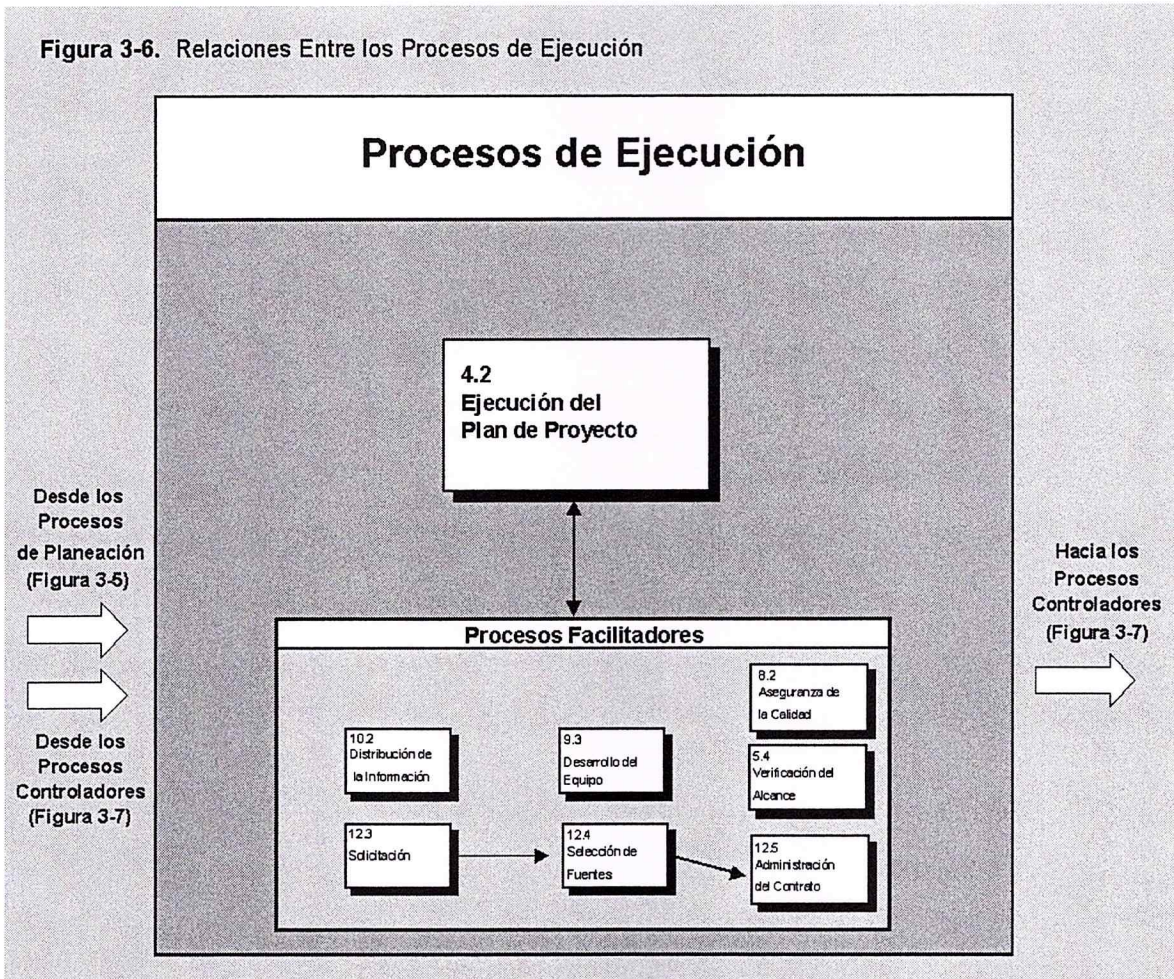 Figura 3-6. Relaciones Entre los Procesos de Ejecución
Procesos de Ejecución
4.2
Ejecución del
Plan de Proyecto
Desde los
Procesos
de Planeación
(Figura 3-5)
Desde los
Procesos
Controladores
(Figura 3-7)
Hacia los
Procesos
Controladores
(Figura 3-7)
Procesos Facilitadores
10.2
Distribución de
la Información
9.3
Desarrollo del
Equipo
8.2
Aseguranza de
la Calidad
5.4
Verificación del
Alcance
12.3
Solicitación
12.4
Selección de
Fuentes
12.5
Administración
del Contrato